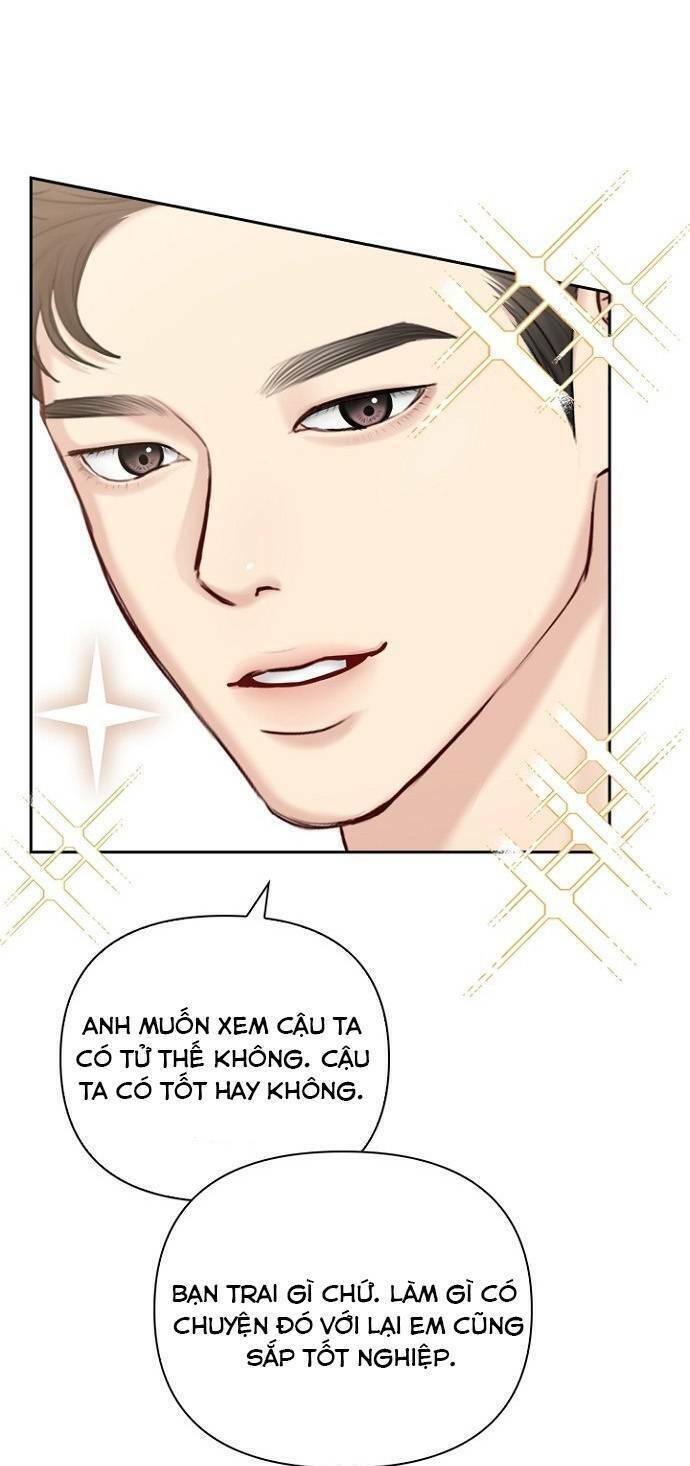 ANH MUỐN XEM CẬU TA
CÓ TỬ TẾ KHÔNG. CẬU
TA CÓ TỐT HAY KHÔNG.
BẠN TRAI GÌ CHỨ. LÀM GÌ CÓ
CHUYỆN ĐÓ VỚI LẠI EM CŨNG
SẮP TỐT NGHIỆP.